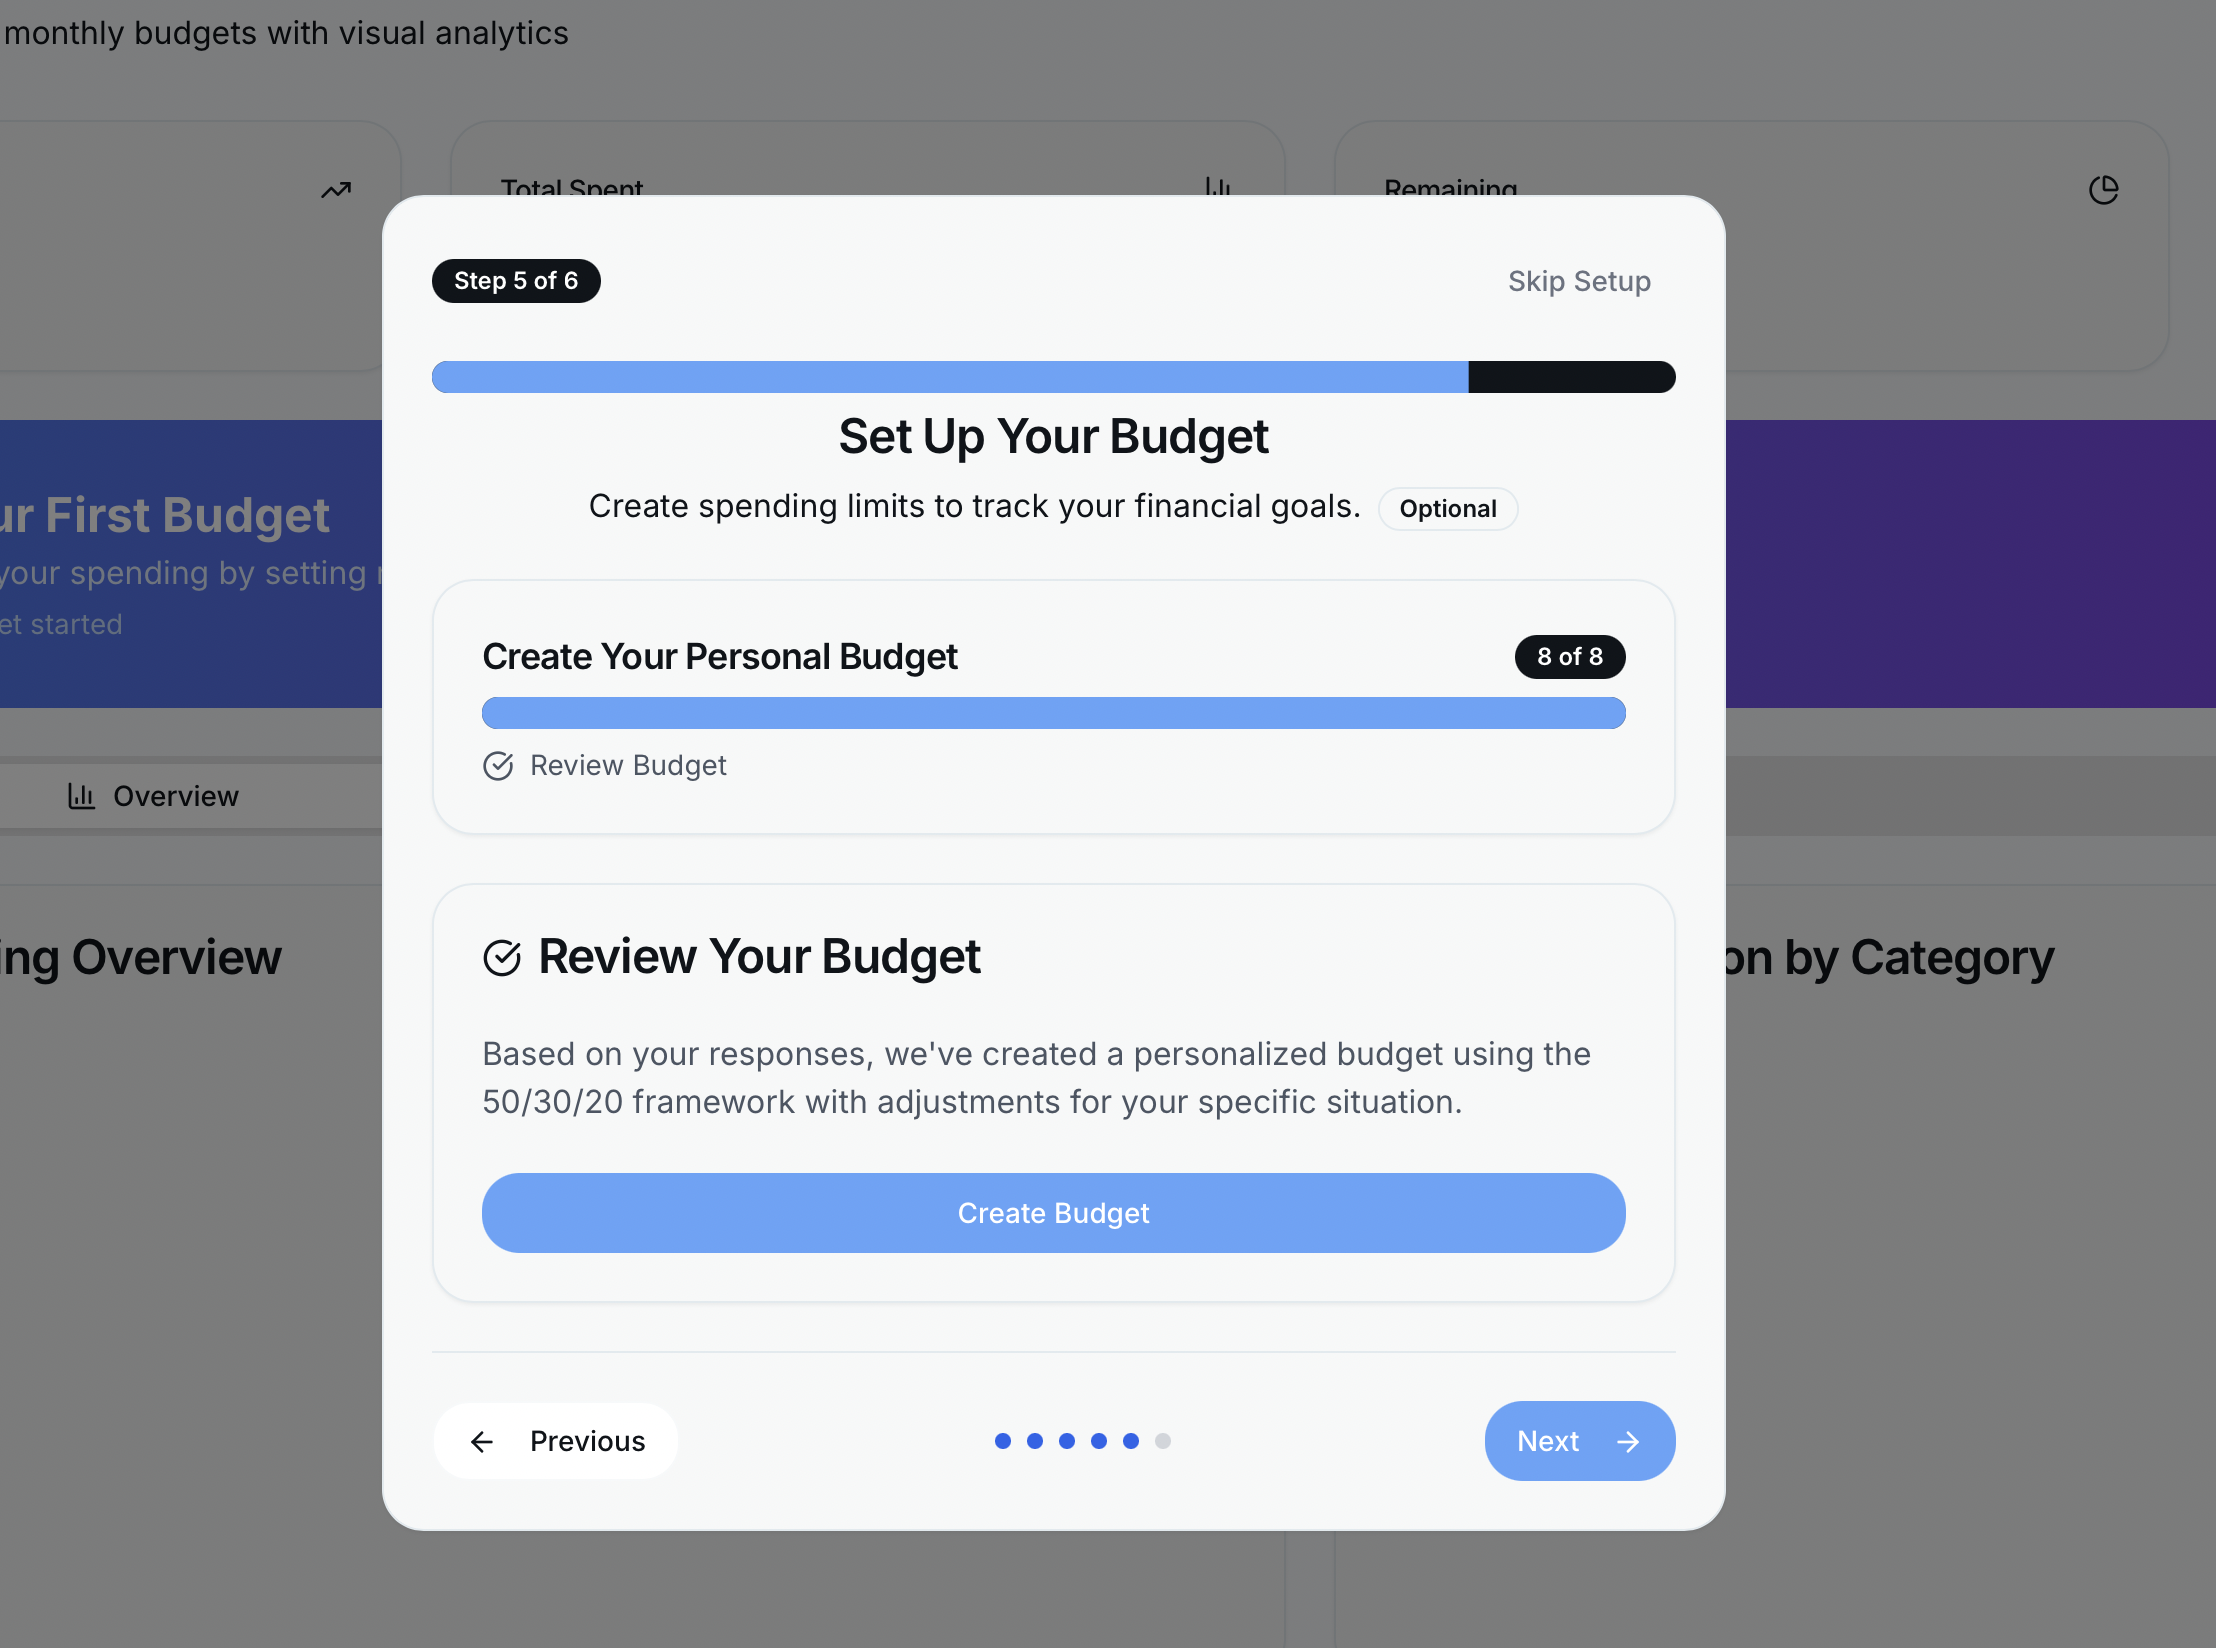 monthly budgets with visual analytics
Total Spent
Remaining
Step 5 of 6
Skip Setup
Set Up Your Budget
Create spending limits to track your financial goals.
Optional
ur First Budget
your spending by setting
et started
Create Your Personal Budget
8 of 8
Review Budget
Overview
ing Overview
on by Category
Review Your Budget
Based on your responses, we've created a personalized budget using the
50/30/20 framework with adjustments for your specific situation.
Create Budget
Previous
Next